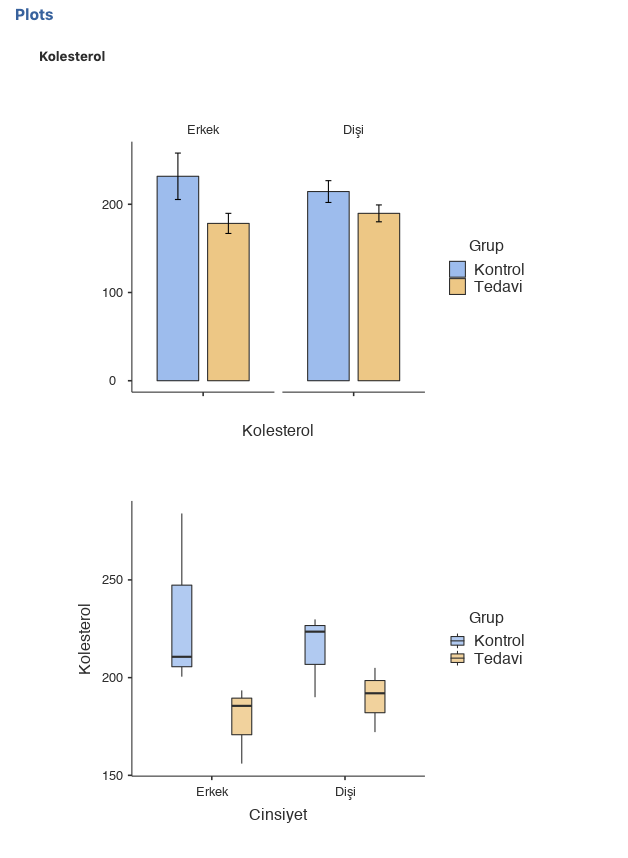 Plots
Kolesterol
Erkek
Dişi
200
100
0
Grup
Kontrol
Tedavi
Kolesterol
250
200
150
Kolesterol
Erkek
Dişi
Cinsiyet
Grup
Kontrol
Tedavi